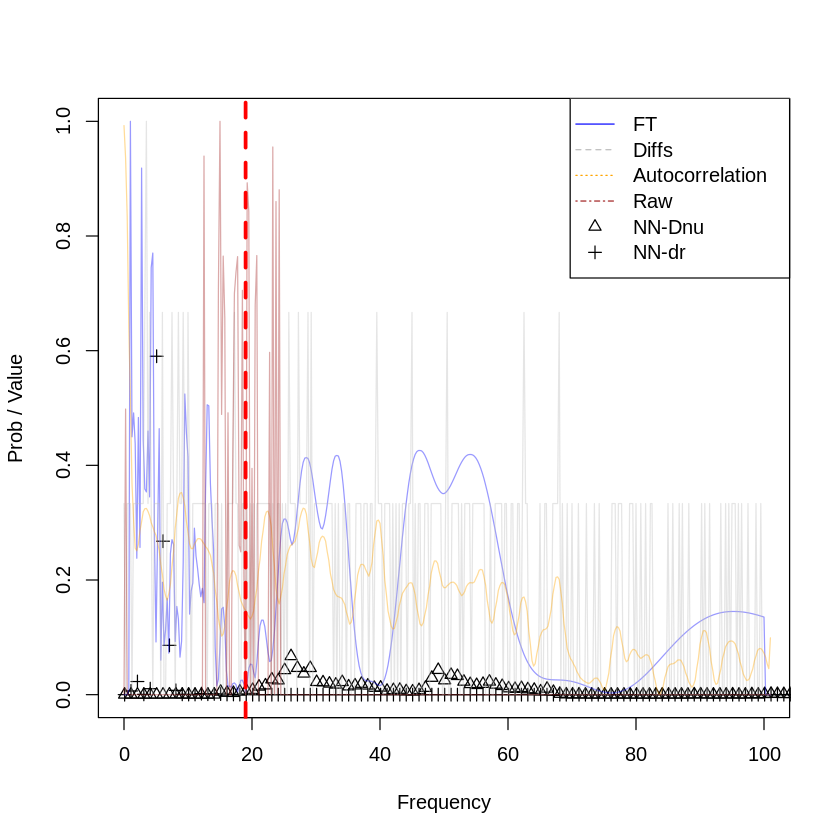 FT
Diffs
Autocorrelation
Raw
NN-Dnu
NN-dr
Prob / Value
1.0
0.8
0.6
0.4
0.2
0.0
0 20 40 60 80 100
Frequency